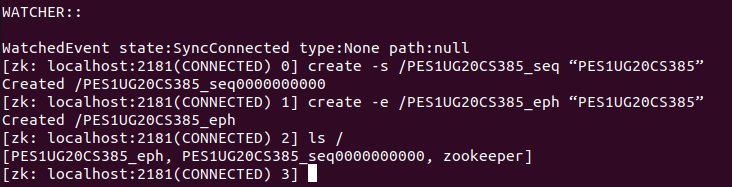 WATCHER::
WatchedEvent state:SyncConnected type:None path:null
[zk: localhost:2181(CONNECTED) 0] create -s /PES1UG20CS385_seq “PES1UG20CS385”
Created /PES1UG20CS385_seq0000000000
[zk: localhost:2181(CONNECTED) 1] create -e /PES1UG20CS385_eph “PES1UG20CS385”
Created /PES1UG20CS385_eph
[zk: localhost:2181(CONNECTED) 2] ls /
[PES1UG20CS385_eph, PES1UG20CS385_seq0000000000, zookeeper]
[zk: localhost:2181(CONNECTED) 3]